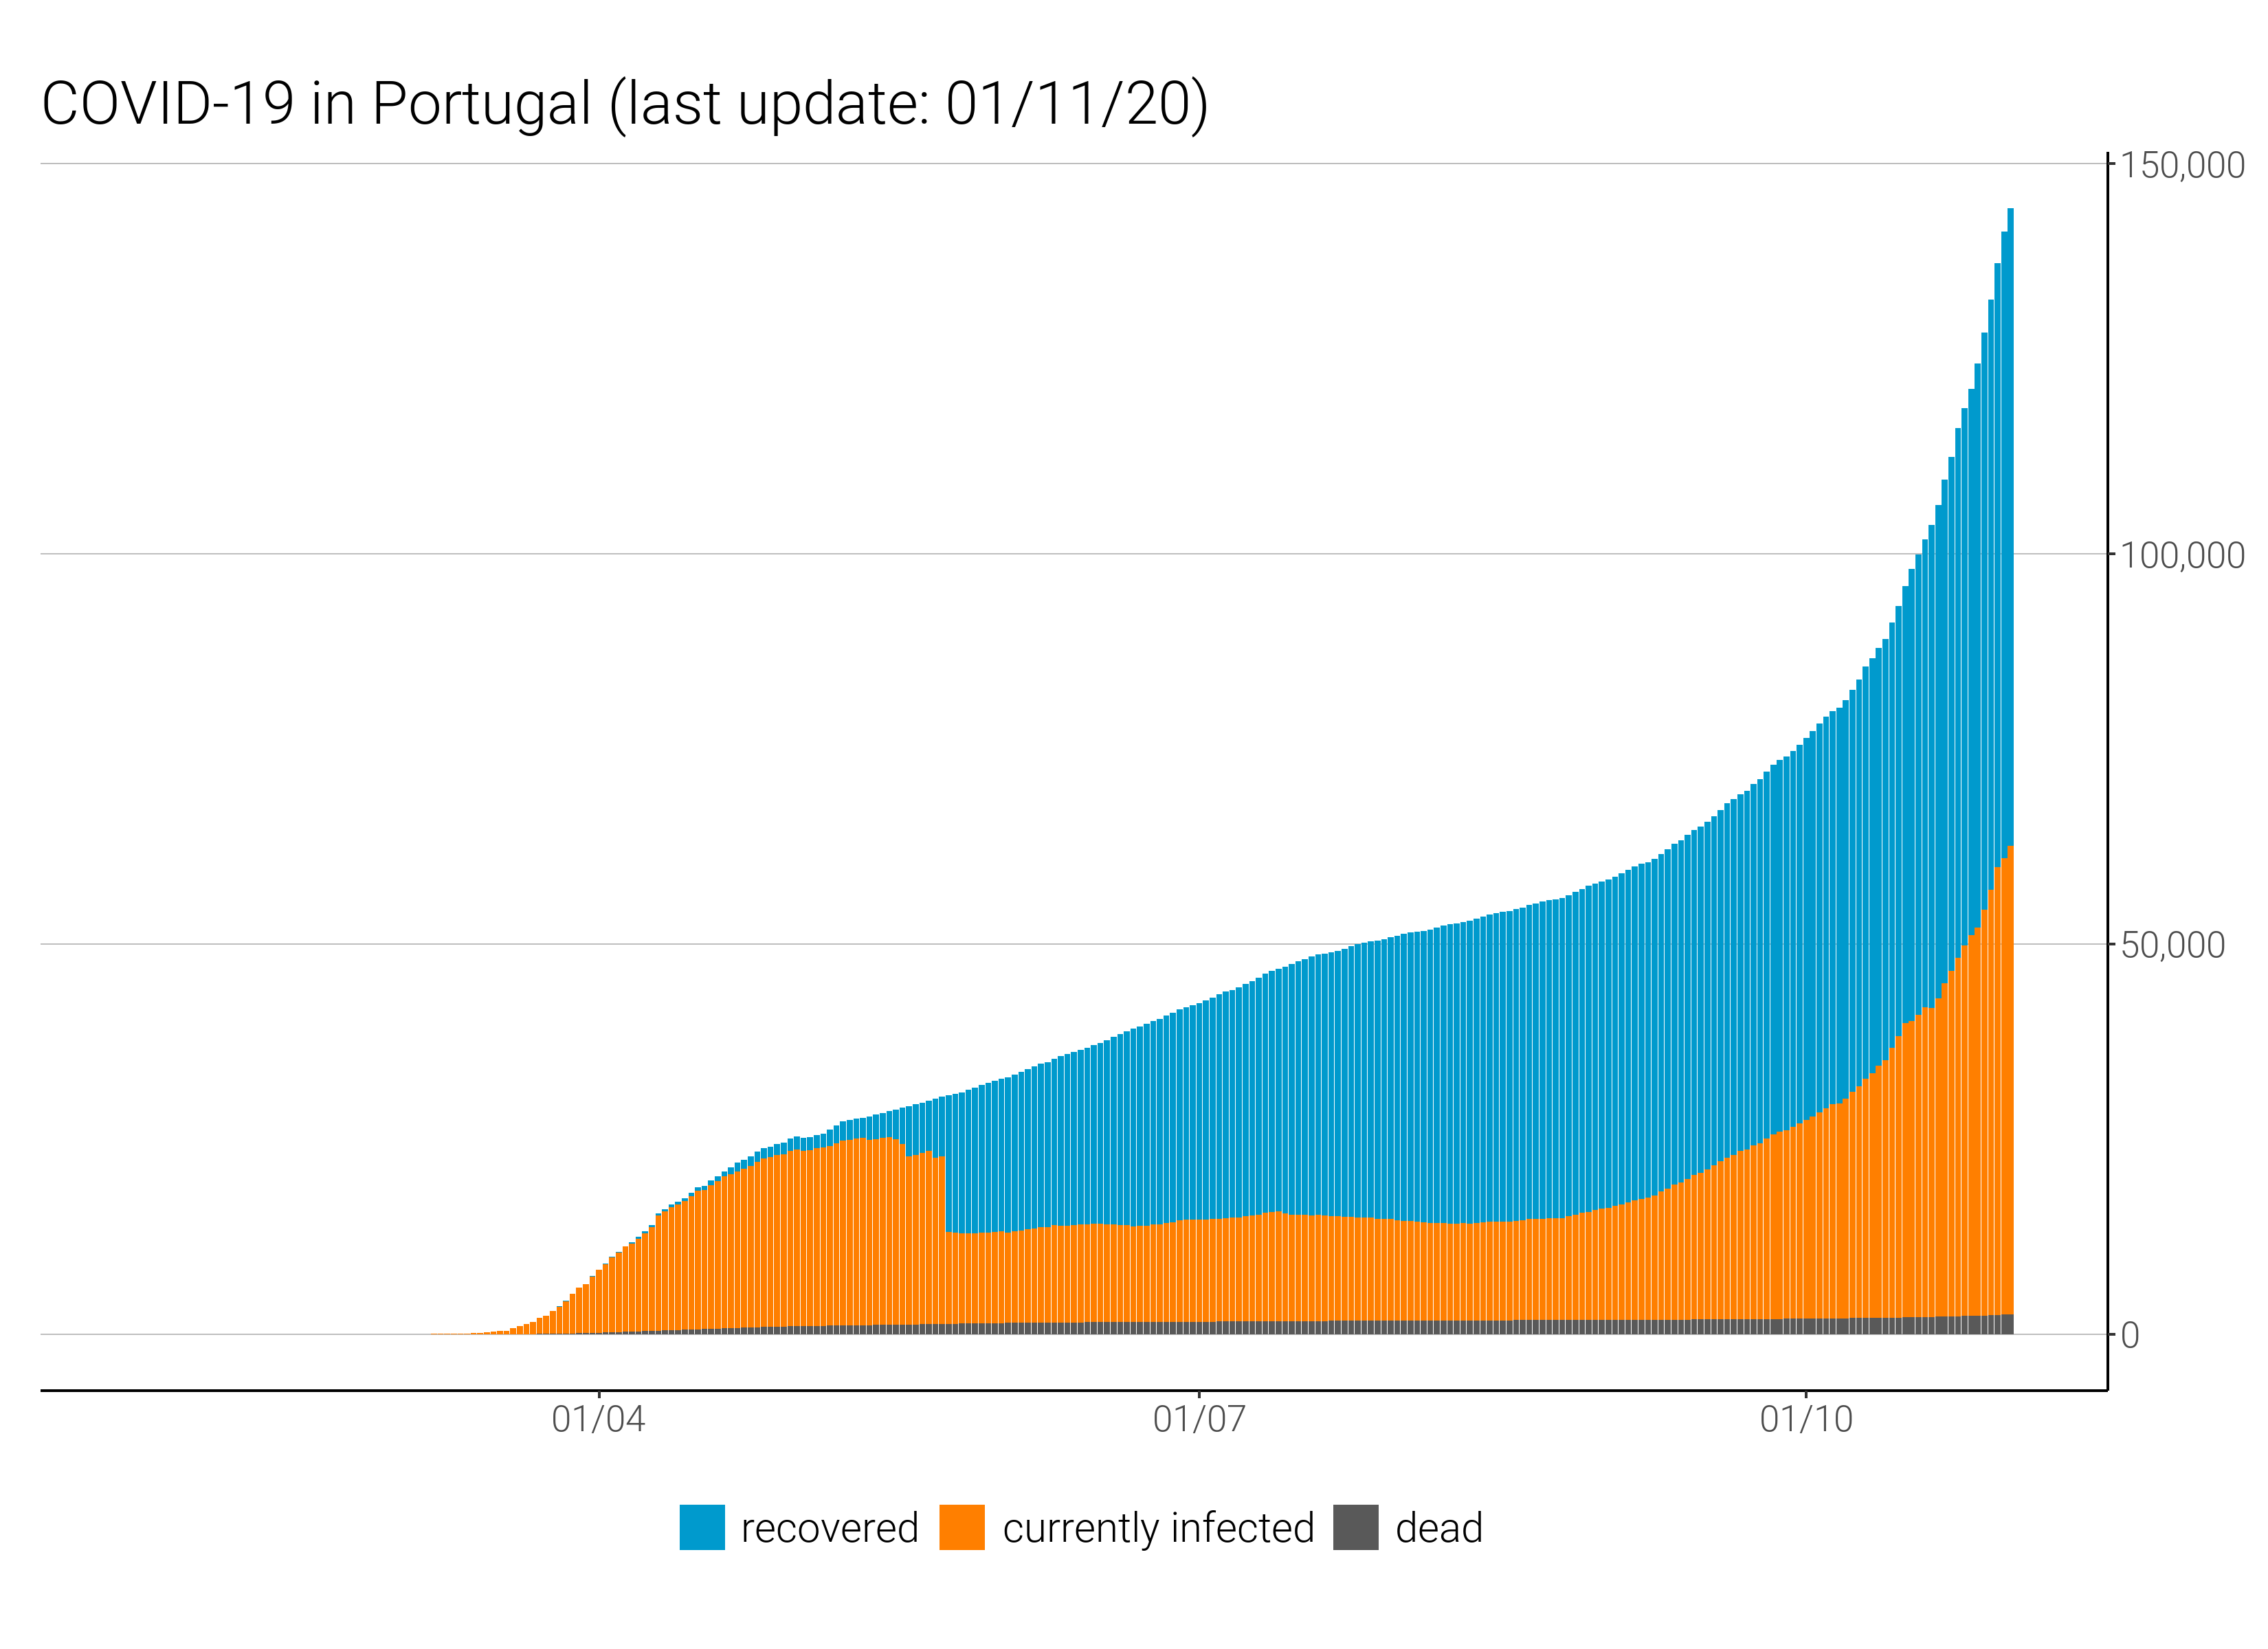 COVID-19 in Portugal (last update: 01/11/20)
150,000
100,000
50,000
0
01/04 01/07 01/10
recovered currently infected dead